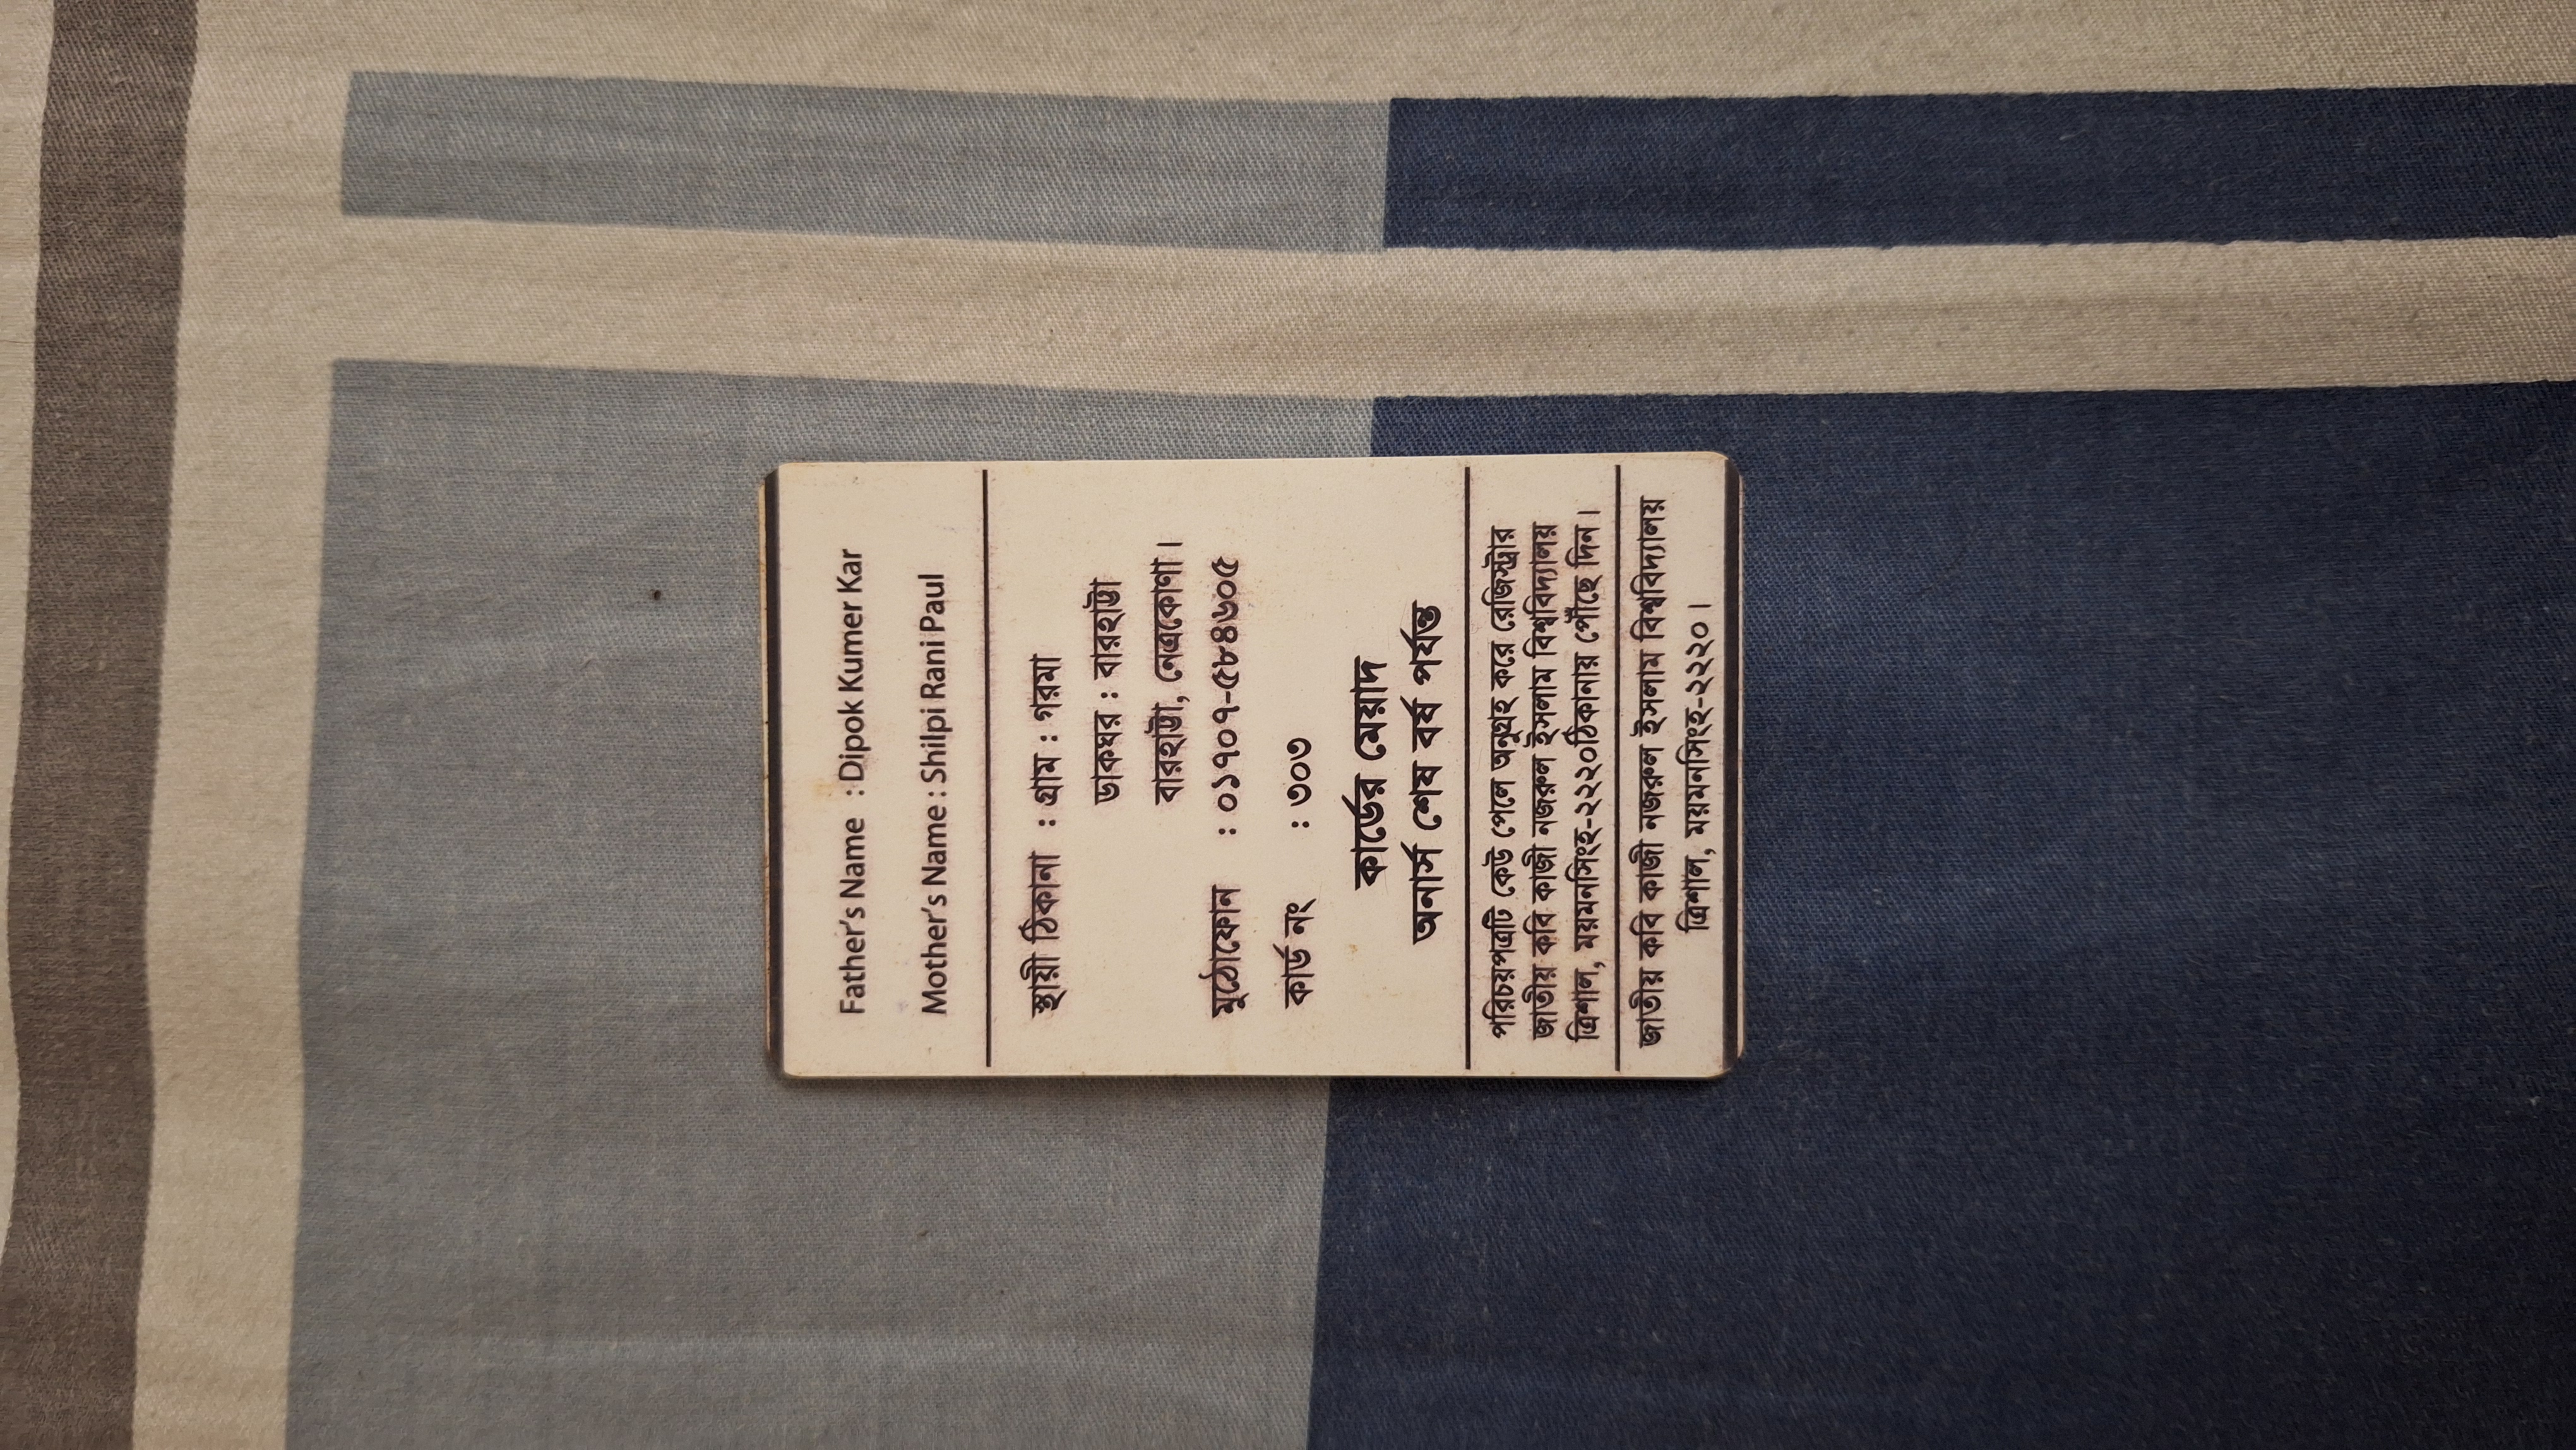 Father's Name : Dipok Kumer Kar
Mother's Name : Shilpi Rani Paul
স্থায়ী ঠিকানা : গ্রাম : গরমা
ডাকঘর : বারহাট্টা
বারহাট্টা, নেত্রকোণা।
মুঠোফোন : ০১৭০৭-৫৮৪৬০৫
কার্ড নং : ৩০৩
কার্ডের মেয়াদ
অনার্স শেষ বর্ষ পর্যন্ত
পরিচয়পত্রটি কেউ পেলে অনুগ্রহ করে রেজিস্ট্রার
জাতীয় কবি কাজী নজরুল ইসলাম বিশ্ববিদ্যালয়
ত্রিশাল, ময়মনসিংহ-২২২০ঠিকানায় পৌঁছে দিন।
জাতীয় কবি কাজী নজরুল ইসলাম বিশ্ববিদ্যালয়
ত্রিশাল, ময়মনসিংহ-২২২০।